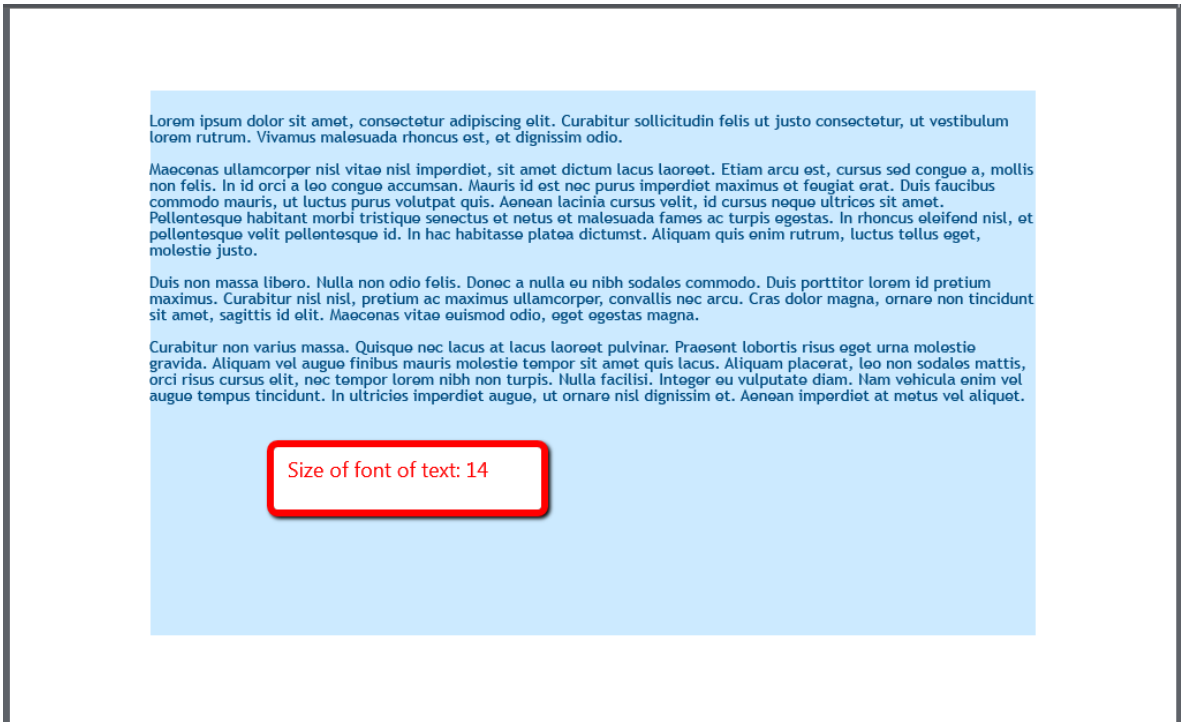 Lorem ipsum dolor sit amet, consectetur adipiscing elit. Curabitur sollicitudin felis ut justo consectetur, ut vestibulum
lorem rutrum. Vivamus malesuada rhoncus est, et dignissim odio.
Maecenas ullamcorper nisl vitae nisl imperdiet, sit amet dictum lacus laoreet. Etiam arcu est, cursus sed congue a, mollis
non felis. In id orci a leo congue accumsan. Mauris id est nec purus imperdiet maximus et feugiat erat. Duis faucibus
commodo mauris, ut luctus purus volutpat quis. Aenean lacinia cursus velit, id cursus neque ultrices sit amet.
Pellentesque habitant morbi tristique senectus et netus et malesuada fames ac turpis egestas. In rhoncus eleifend nisl, et
pellentesque velit pellentesque id. In hac habitasse platea dictumst. Aliquam quis enim rutrum, luctus tellus eget,
molestie justo.
Duis non massa libero. Nulla non odio felis. Donec a nulla eu nibh sodales commodo. Duis porttitor lorem id pretium
maximus. Curabitur nisl nisl, pretium ac maximus ullamcorper, convallis nec arcu. Cras dolor magna, ornare non tincidunt
sit amet, sagittis id elit. Maecenas vitae euismod odio, eget egestas magna.
Curabitur non varius massa. Quisque nec lacus at lacus laoreet pulvinar. Praesent lobortis risus eget urna molestie
gravida. Aliquam vel augue finibus mauris molestie tempor sit amet quis lacus. Aliquam placerat, leo non sodales mattis,
orci risus cursus elit, nec tempor lorem nibh non turpis. Nulla facilisi. Integer eu vulputate diam. Nam vehicula enim vel
augue tempus tincidunt. In ultricies imperdiet augue, ut ornare nisl dignissim et. Aenean imperdiet at metus vel aliquet.
Size of font of text: 14